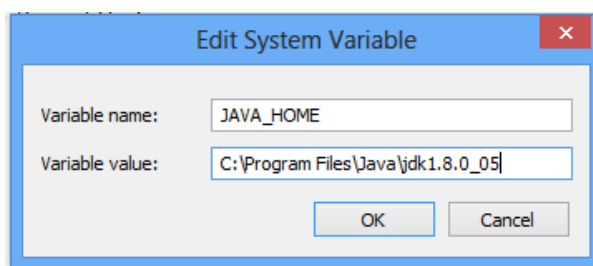 Edit System Variable
Variable name: JAVA_HOME
Variable value: C:\Program Files\Java\jdk1.8.0_05
OK Cancel